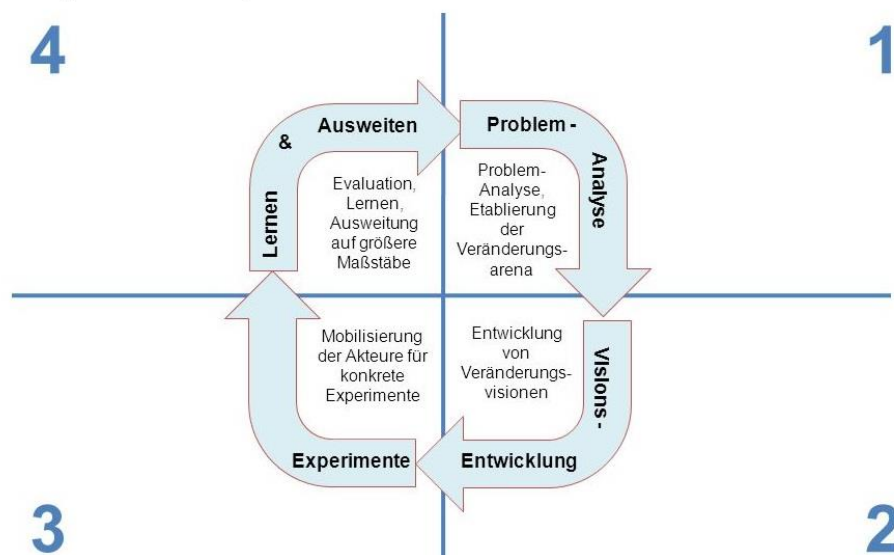 4
1
Lernen
&
Ausweiten
Evaluation,
Lernen,
Ausweitung
auf größere
Maßstäbe
Problem -
Analyse
Problem-
Analyse,
Etablierung
der
Veränderungs-
arena
Mobilisierung
der Akteure für
konkrete
Experimente
Experimente
Entwicklung
von
Veränderungs-
visionen
Visions -
Entwicklung
3
2